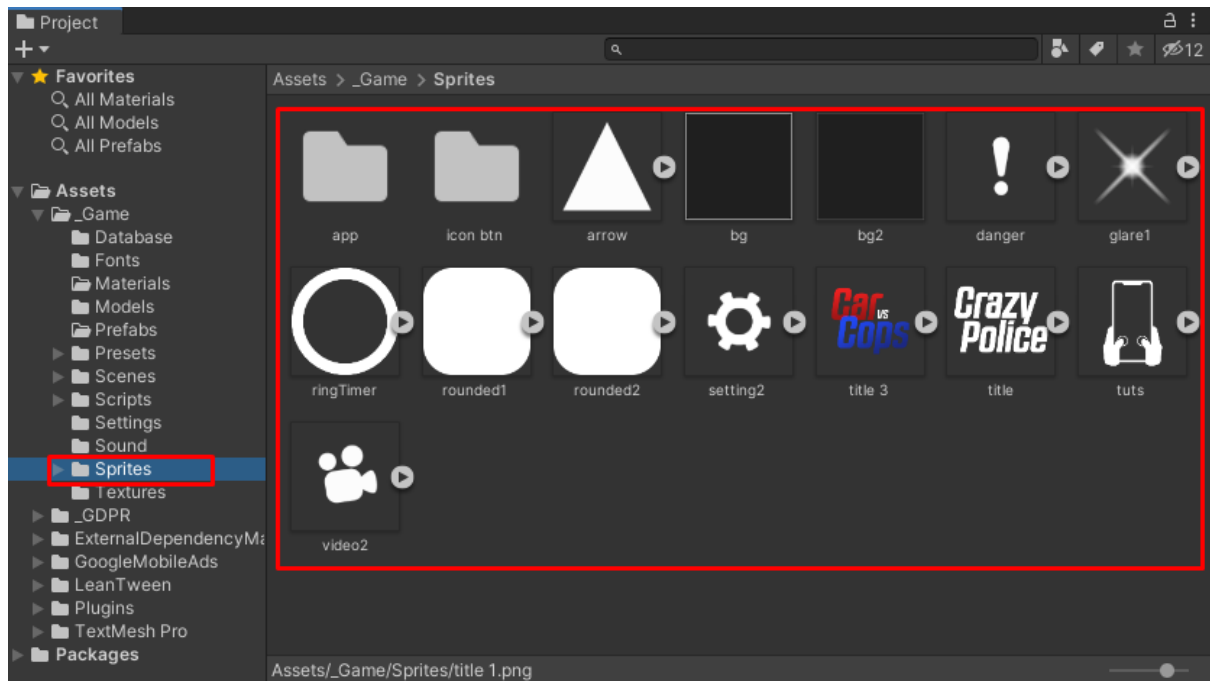 Project
12
Favorites
All Materials
All Models
All Prefabs
Assets
_Game
Database
Fonts
Materials
Models
Prefabs
Presets
Scenes
Scripts
Settings
Sound
Sprites
Textures
_GDPR
ExternalDependencyMa
GoogleMobileAds
LeanTween
Plugins
TextMesh Pro
Packages
Assets > _Game > Sprites
app icon btn arrow bg bg2 danger glare1
Car vs Cops
Crazy Police
ringTimer rounded1 rounded2 setting2 title 3 title tuts
video2
Assets/_Game/Sprites/title 1.png